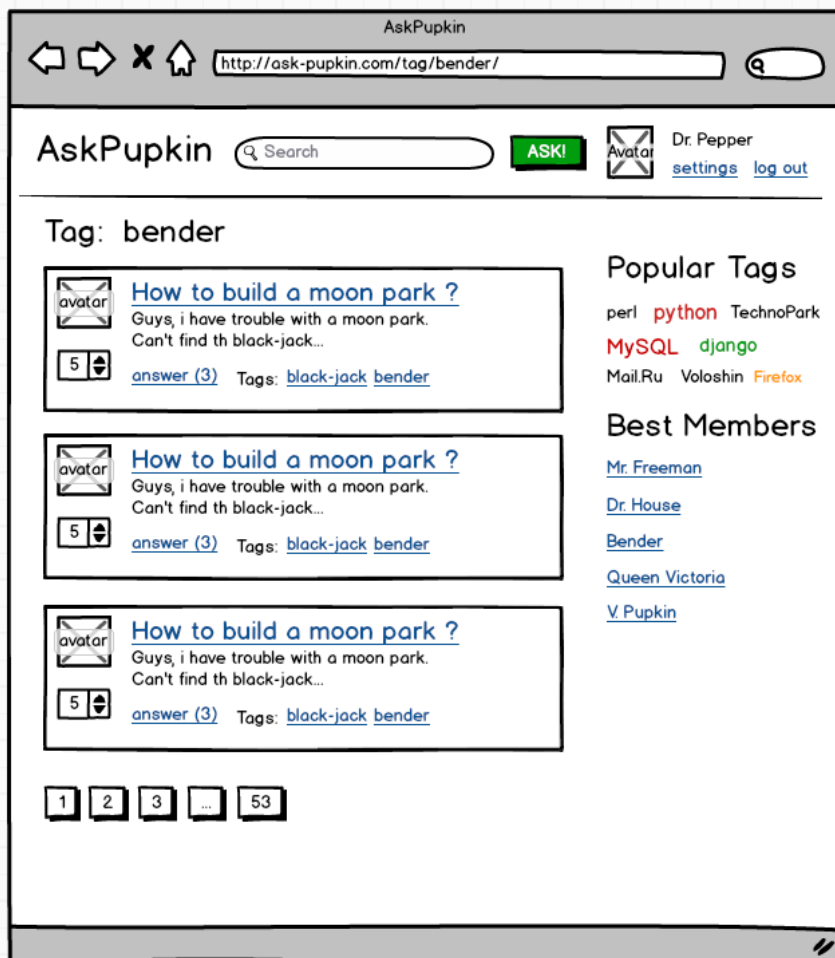 AskPupkin
http://ask-pupkin.com/tag/bender/
AskPupkin Search ASK! Avatar Dr. Pepper
settings log out
Tag: bender
avatar How to build a moon park ?
Guys, i have trouble with a moon park.
Can't find th black-jack...
5 answer (3) Tags: black-jack bender
avatar How to build a moon park ?
Guys, i have trouble with a moon park.
Can't find th black-jack...
5 answer (3) Tags: black-jack bender
avatar How to build a moon park ?
Guys, i have trouble with a moon park.
Can't find th black-jack...
5 answer (3) Tags: black-jack bender
1 2 3 ... 53
Popular Tags
perl python TechnoPark
MySQL django
Mail.Ru Voloshin Firefox
Best Members
Mr. Freeman
Dr. House
Bender
Queen Victoria
V. Pupkin